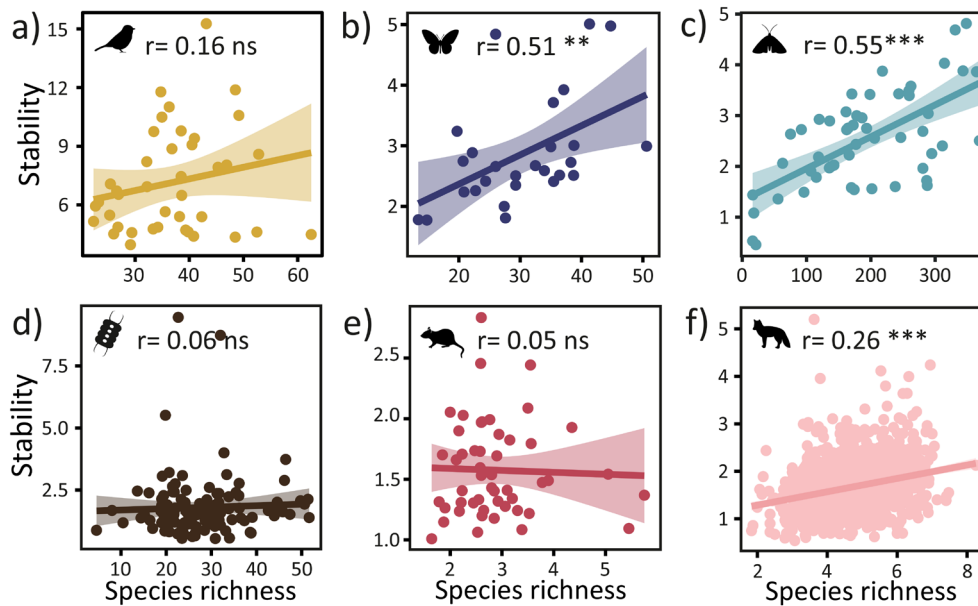 a)
r= 0.16 ns
Stability
15
12
9
6
30
40
50
60
b)
r= 0.51 **
5
4
3
2
20
30
40
50
c)
r= 0.55***
5
4
3
2
1
0
100
200
300
d)
r= 0.06 ns
Stability
7.5
5.0
2.5
10
20
30
40
50
Species richness
e)
r= 0.05 ns
2.5
2.0
1.5
1.0
2
3
4
5
Species richness
f)
r= 0.26 ***
5
4
3
2
1
2
4
6
8
Species richness